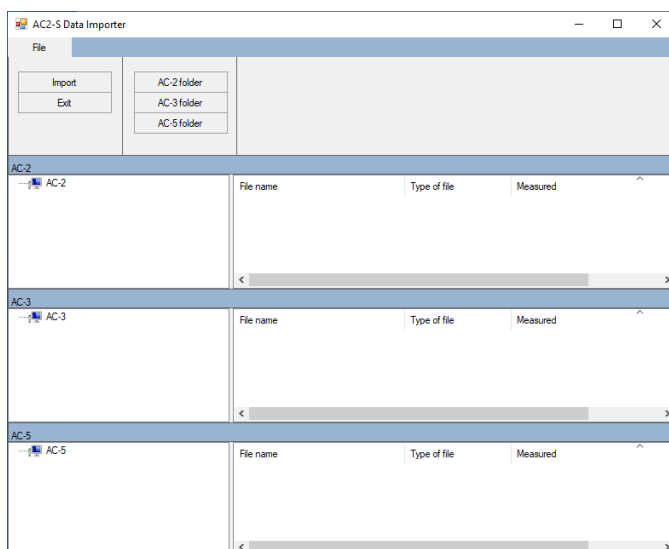 AC2-S Data Importer
File
Import
Exit
AC-2 folder
AC-3 folder
AC-5 folder
AC-2
AC-2
File name Type of file Measured
AC-3
AC-3
File name Type of file Measured
AC-5
AC-5
File name Type of file Measured